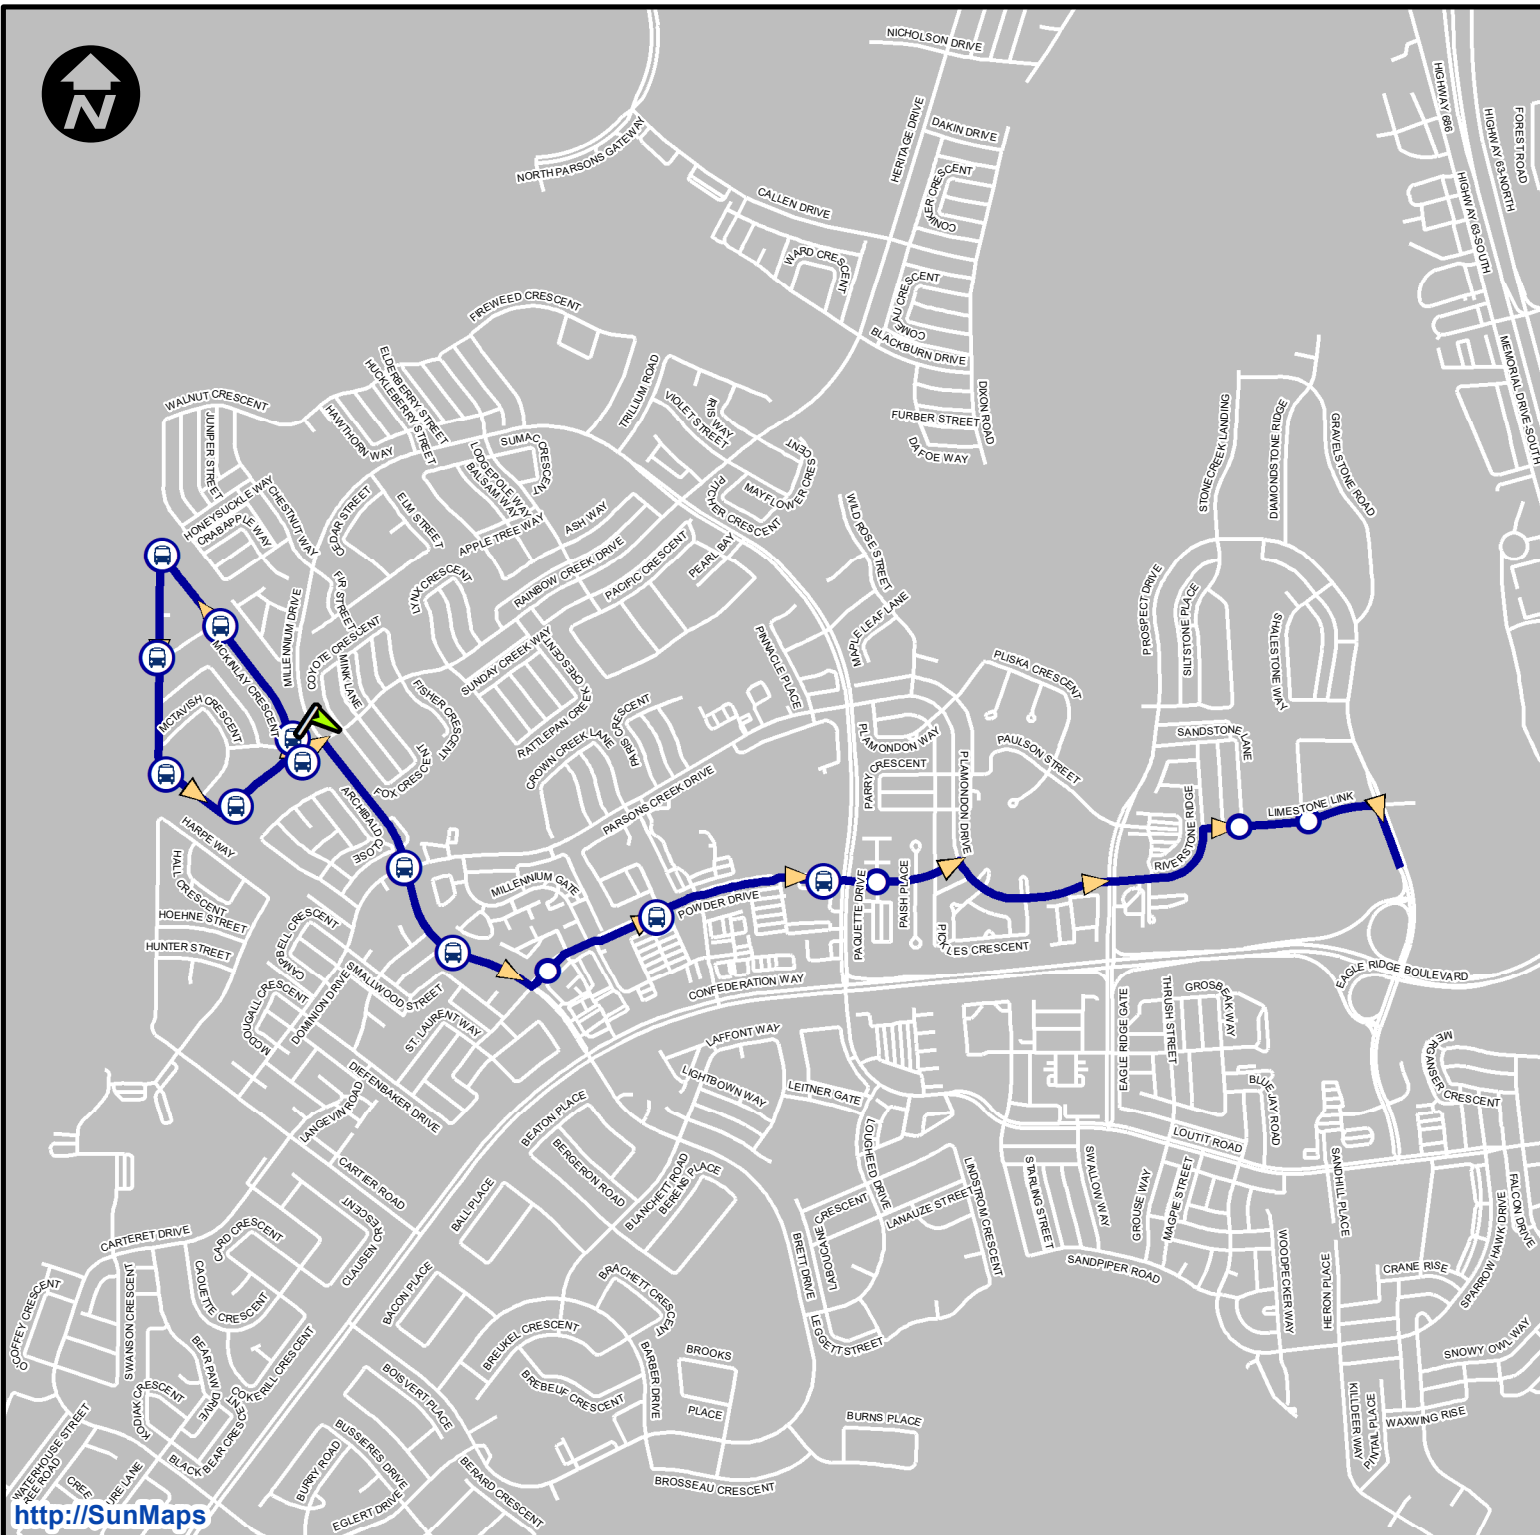 N
NICHOLSON DRIVE
HIGHWAY 686
HIGHWAY 63-NORTH
FOREST ROAD
HERITAGE DRIVE
DAKIN DRIVE
NORTH PARSONS GATEWAY
CALLEN DRIVE
CONKER CRESCENT
HIGHWAY 63-SOUTH
WARD CRESCENT
COMEAU CRESCENT
BLACKBURN DRIVE
FIREWEED CRESCENT
MEMORIAL DRIVE-SOUTH
ELDERBERRY STREET
HUCKLEBERRY STREET
TRILLIUM ROAD
WALNUT CRESCENT
JUNIPER STREET
HAWTHORN WAY
SUMAC CRESCENT
VIOLET STREET
IRIS WAY
FURBER STREET
DIXON ROAD
DAFOE WAY
STONECREEK LANDING
DIAMONDSTONE RIDGE
GRAVELSTONE ROAD
LODGEPOLE WAY
BALSAM WAY
HONEYSUCKLE WAY
CRABAPPLE WAY
CHESTNUT WAY
CEDAR STREET
ELM STREET
APPLE TREE WAY
ASH WAY
PITCHER CRESCENT
MAYFLOWER CRESCENT
WILD ROSE STREET
FIR STREET
LYNX CRESCENT
RAINBOW CREEK DRIVE
PACIFIC CRESCENT
PEARL BAY
MAPLE LEAF LANE
PROSPECT DRIVE
SILTSTONE PLACE
SHALESTONE WAY
MILLENNIUM DRIVE
COYOTE CRESCENT
MINK LANE
MCKINLAY CRESCENT
MCTAVISH CRESCENT
FISHER CRESCENT
SUNDAY CREEK WAY
RATTLEPAN CREEK CRESCENT
PINNACLE PLACE
PLISKA CRESCENT
CROWN CREEK LANE
PARIS CRESCENT
PLAMONDON WAY
PAULSON STREET
SANDSTONE LANE
FOX CRESCENT
PARSONS CREEK DRIVE
PARRY CRESCENT
PLAMONDON DRIVE
RIVERSTONE RIDGE
LIMESTONE LINK
HARPE WAY
ARCHIBALD CLOSE
HALL CRESCENT
HOEHNE STREET
HUNTER STREET
MILLENNIUM GATE
POWDER DRIVE
PAQUETTE DRIVE
PAISH PLACE
PICKLES CRESCENT
CAMPBELL CRESCENT
SMALLWOOD STREET
CONFEDERATION WAY
EAGLE RIDGE BOULEVARD
MCDOUGALL CRESCENT
DOMINION DRIVE
ST. LAURENT WAY
LAFFONT WAY
EAGLE RIDGE GATE
THRUSH STREET
GROSBEAK WAY
MERGANSER CRESCENT
DIEFENBAKER DRIVE
LANGEVIN ROAD
LIGHTBOWN WAY
LEITNER GATE
BLUE JAY ROAD
BEATON PLACE
BERGERON ROAD
LOUGHEED DRIVE
LOUTIT ROAD
CARTIER ROAD
BALL PLACE
BLANCHETT ROAD
BERENS PLACE
LINDSTROM CRESCENT
STARLING STREET
SWALLOW WAY
GROUSE WAY
MAGPIE STREET
SANDHILL PLACE
FALCON DRIVE
CARTERET DRIVE
CARD CRESCENT
CLAUSEN CRESCENT
LABOUCANE CRESCENT
LANAUZE STREET
BRETT DRIVE
SANDPIPER ROAD
WOODPECKER WAY
HERON PLACE
CRANE RISE
SPARROW HAWK DRIVE
COFFEY CRESCENT
SWANSON CRESCENT
CAOUETTE CRESCENT
BACON PLACE
BRACHETT CRESCENT
LEGGETT STREET
BREUKEL CRESCENT
BARBER DRIVE
BROOKS
PLACE
SNOWY OWL WAY
KODIAK CRESCENT
BEAR PAW DRIVE
COKERILL CRESCENT
BOISVERT PLACE
BREBEUF CRESCENT
BURNS PLACE
KILLDEER WAY
PINTAIL PLACE
WAXWING RISE
WATERHOUSE STREET
BLACK BEAR CRESCENT
BURRY ROAD
BUSSIERES DRIVE
BERARD CRESCENT
BROSSEAU CRESCENT
EGLERT DRIVE
http://SunMaps